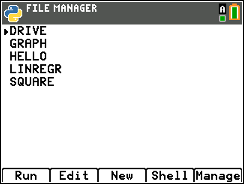 FILE MANAGER
A
DRIVE
GRAPH
HELLO
LINREGR
SQUARE
Run Edit New Shell Manage